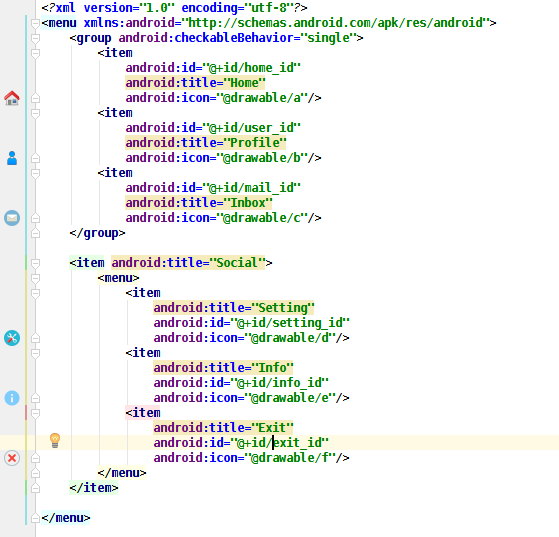 <?xml version="1.0" encoding="utf-8"?>
<menu xmlns:android="http://schemas.android.com/apk/res/android">
    <group android:checkableBehavior="single">
        <item
            android:id="@+id/home_id"
            android:title="Home"
            android:icon="@drawable/a"/>
        <item
            android:id="@+id/user_id"
            android:title="Profile"
            android:icon="@drawable/b"/>
        <item
            android:id="@+id/mail_id"
            android:title="Inbox"
            android:icon="@drawable/c"/>
    </group>

    <item android:title="Social">
        <menu>
            <item
                android:title="Setting"
                android:id="@+id/setting_id"
                android:icon="@drawable/d"/>
            <item
                android:title="Info"
                android:id="@+id/info_id"
                android:icon="@drawable/e"/>
            <item
                android:title="Exit"
                android:id="@+id/exit_id"
                android:icon="@drawable/f"/>
        </menu>
    </item>

</menu>